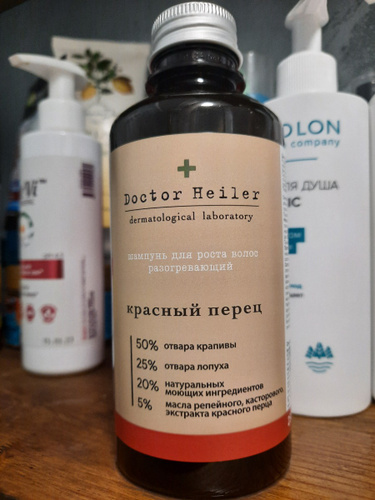 Doctor Heiler
dermatological laboratory
шампунь для роста волос
разогревающий
красный перец
50% отвара крапивы
25% отвара лопуха
20% натуральных
моющих ингредиентов
5% масла репейного, касторового,
экстракта красного перца
OLON
company
ДУША